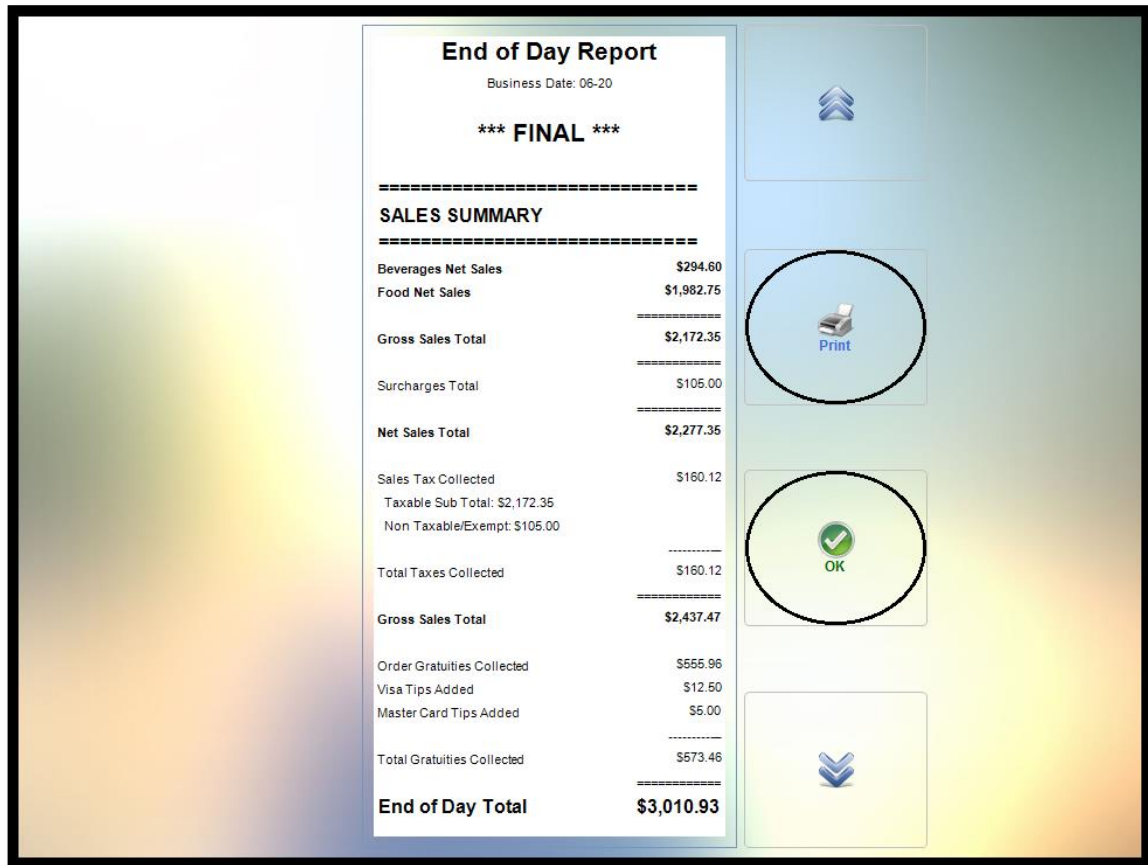 End of Day Report
Business Date: 06-20
*** FINAL ***
==============================
SALES SUMMARY
==============================
Beverages Net Sales $294.60
Food Net Sales $1,982.75
============
Gross Sales Total $2,172.35
============
Surcharges Total $105.00
============
Net Sales Total $2,277.35
Sales Tax Collected $160.12
Taxable Sub Total: $2,172.35
Non Taxable/Exempt: $105.00
-----------
Total Taxes Collected $160.12
============
Gross Sales Total $2,437.47
Order Gratuities Collected $555.96
Visa Tips Added $12.50
Master Card Tips Added $5.00
-----------
Total Gratuities Collected $573.46
============
End of Day Total $3,010.93
Print
OK